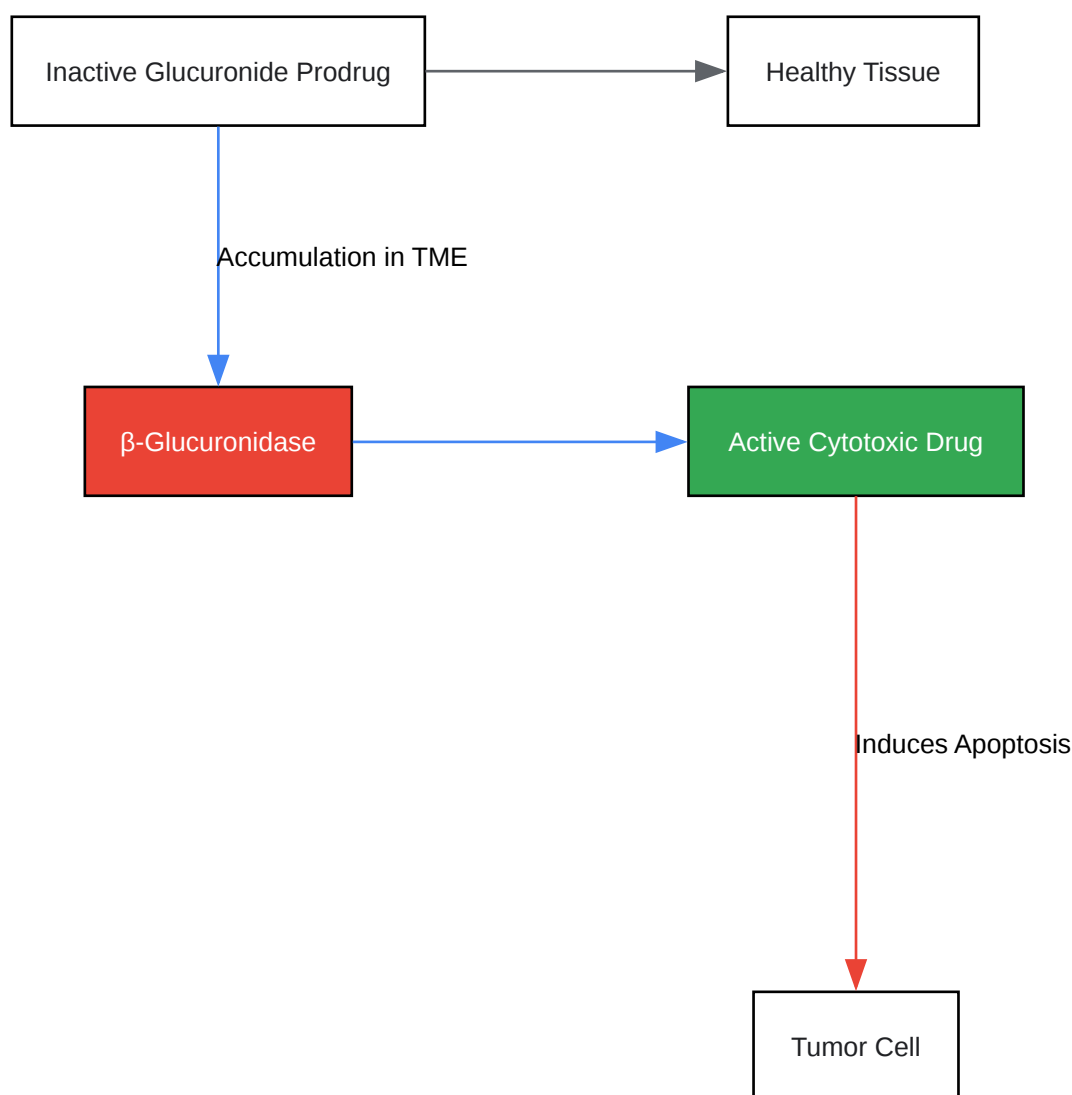 Inactive Glucuronide Prodrug
Healthy Tissue
Accumulation in TME
β-Glucuronidase
Active Cytotoxic Drug
Induces Apoptosis
Tumor Cell